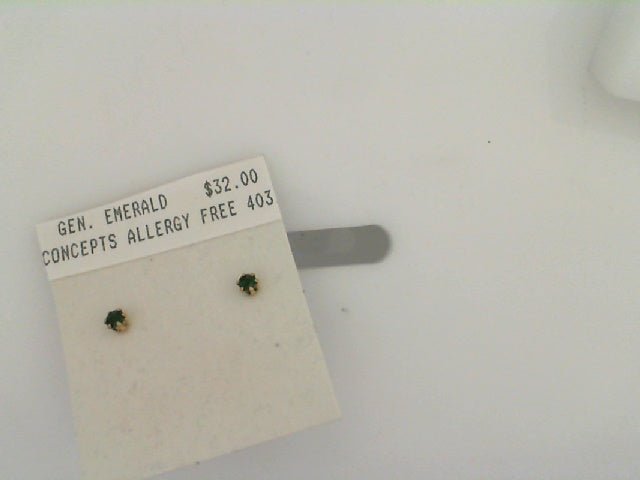 GEN. EMERALD $32.00
CONCEPTS ALLERGY FREE 403